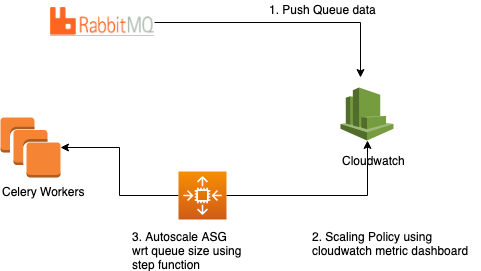 RabbitMQ
1. Push Queue data
Cloudwatch
Celery Workers
3. Autoscale ASG
wrt queue size using
step function
2. Scaling Policy using
cloudwatch metric dashboard